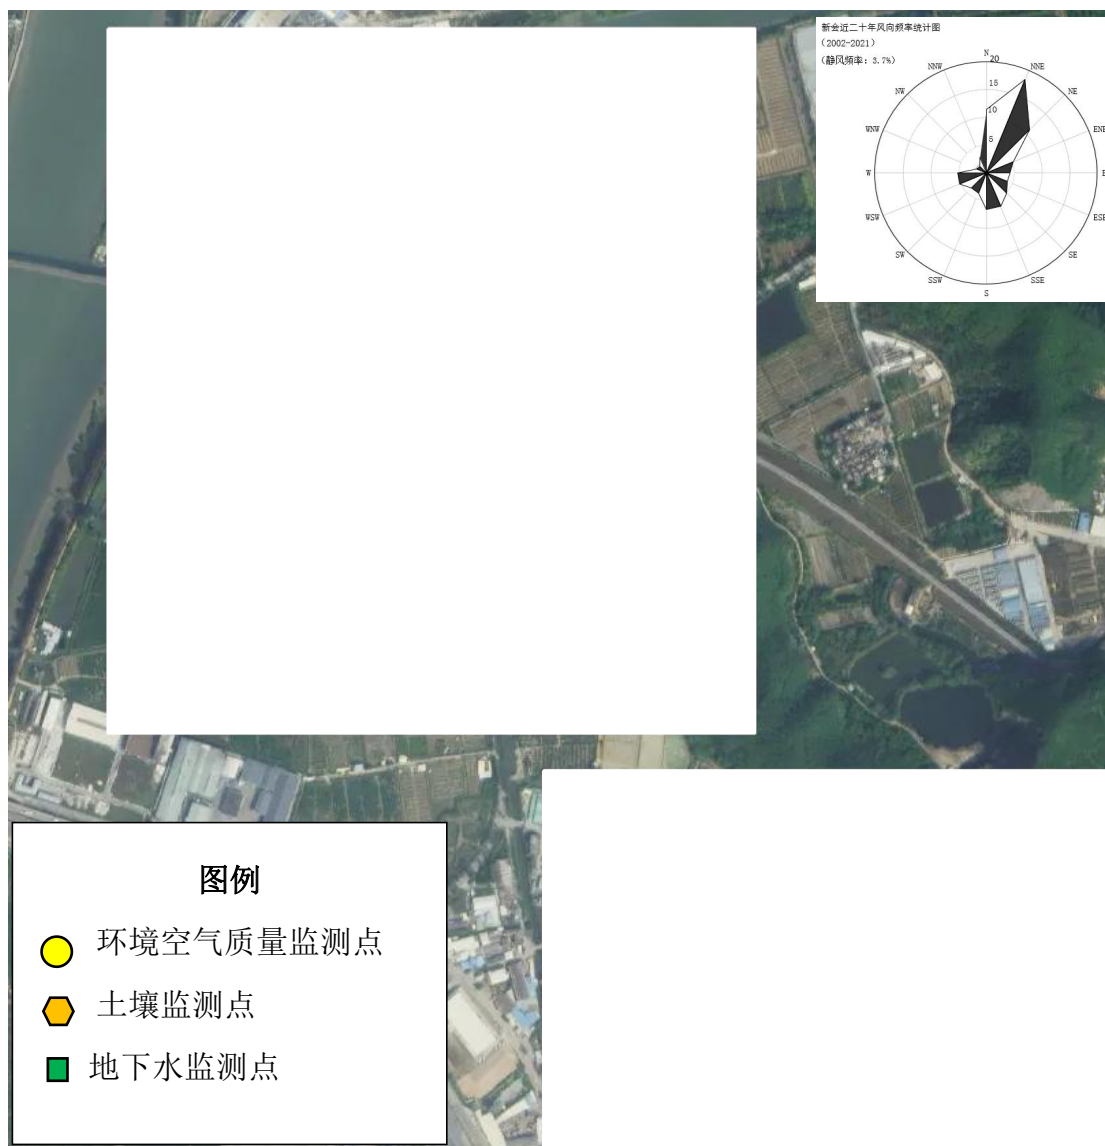 新会近二十年风向频率统计图
(2002-2021)
(静风频率: 3.7%)
N
20
NNW
NNE
15
NW
NE
10
WNW
ENE
5
W
E
WSW
ESE
SW
SE
SSW
SSE
S
图例
环境空气质量监测点
土壤监测点
地下水监测点